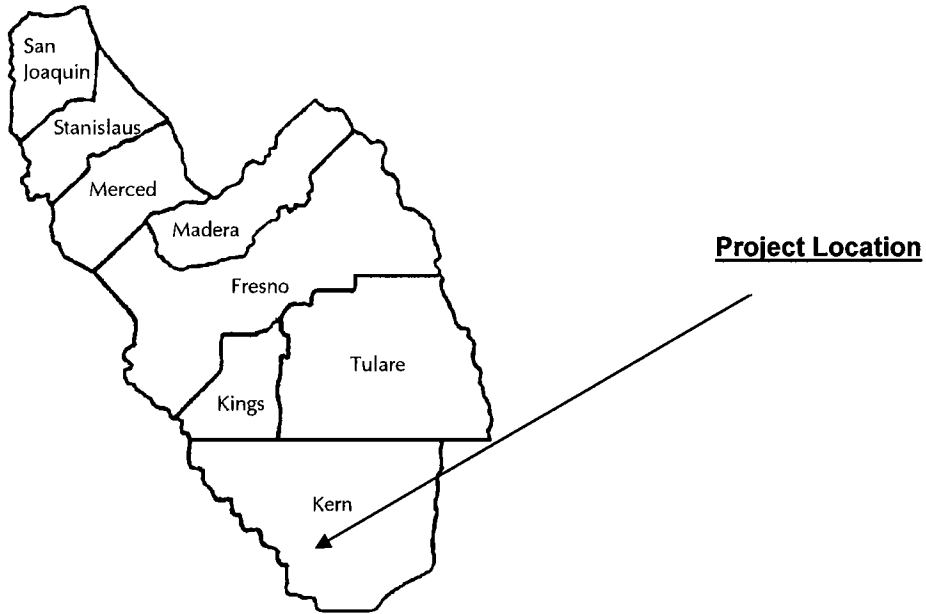 San
Joaquin
Stanislaus
Merced
Madera
Project Location
Fresno
Tulare
Kings
Kern